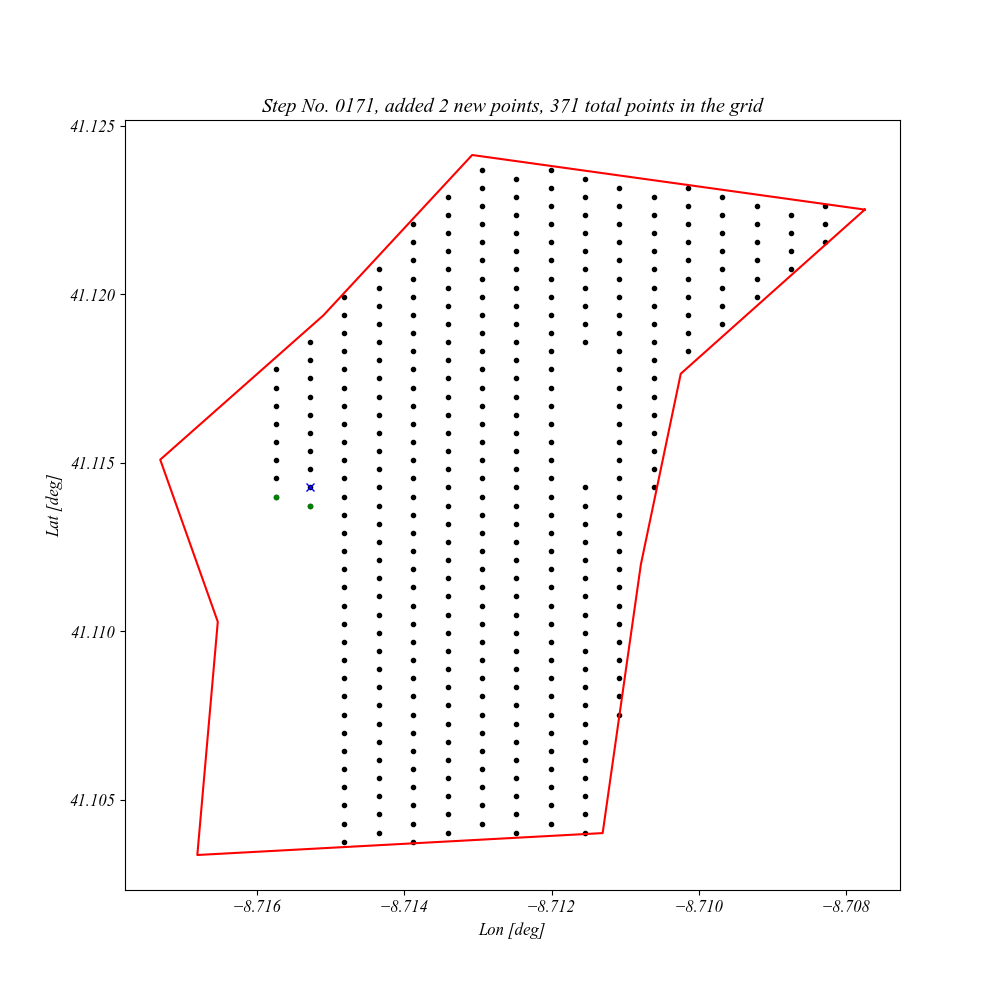 Step No. 0171, added 2 new points, 371 total points in the grid
41.125
41.120
41.115
41.110
41.105
Lat [deg]
−8.716 −8.714 −8.712 −8.710 −8.708
Lon [deg]